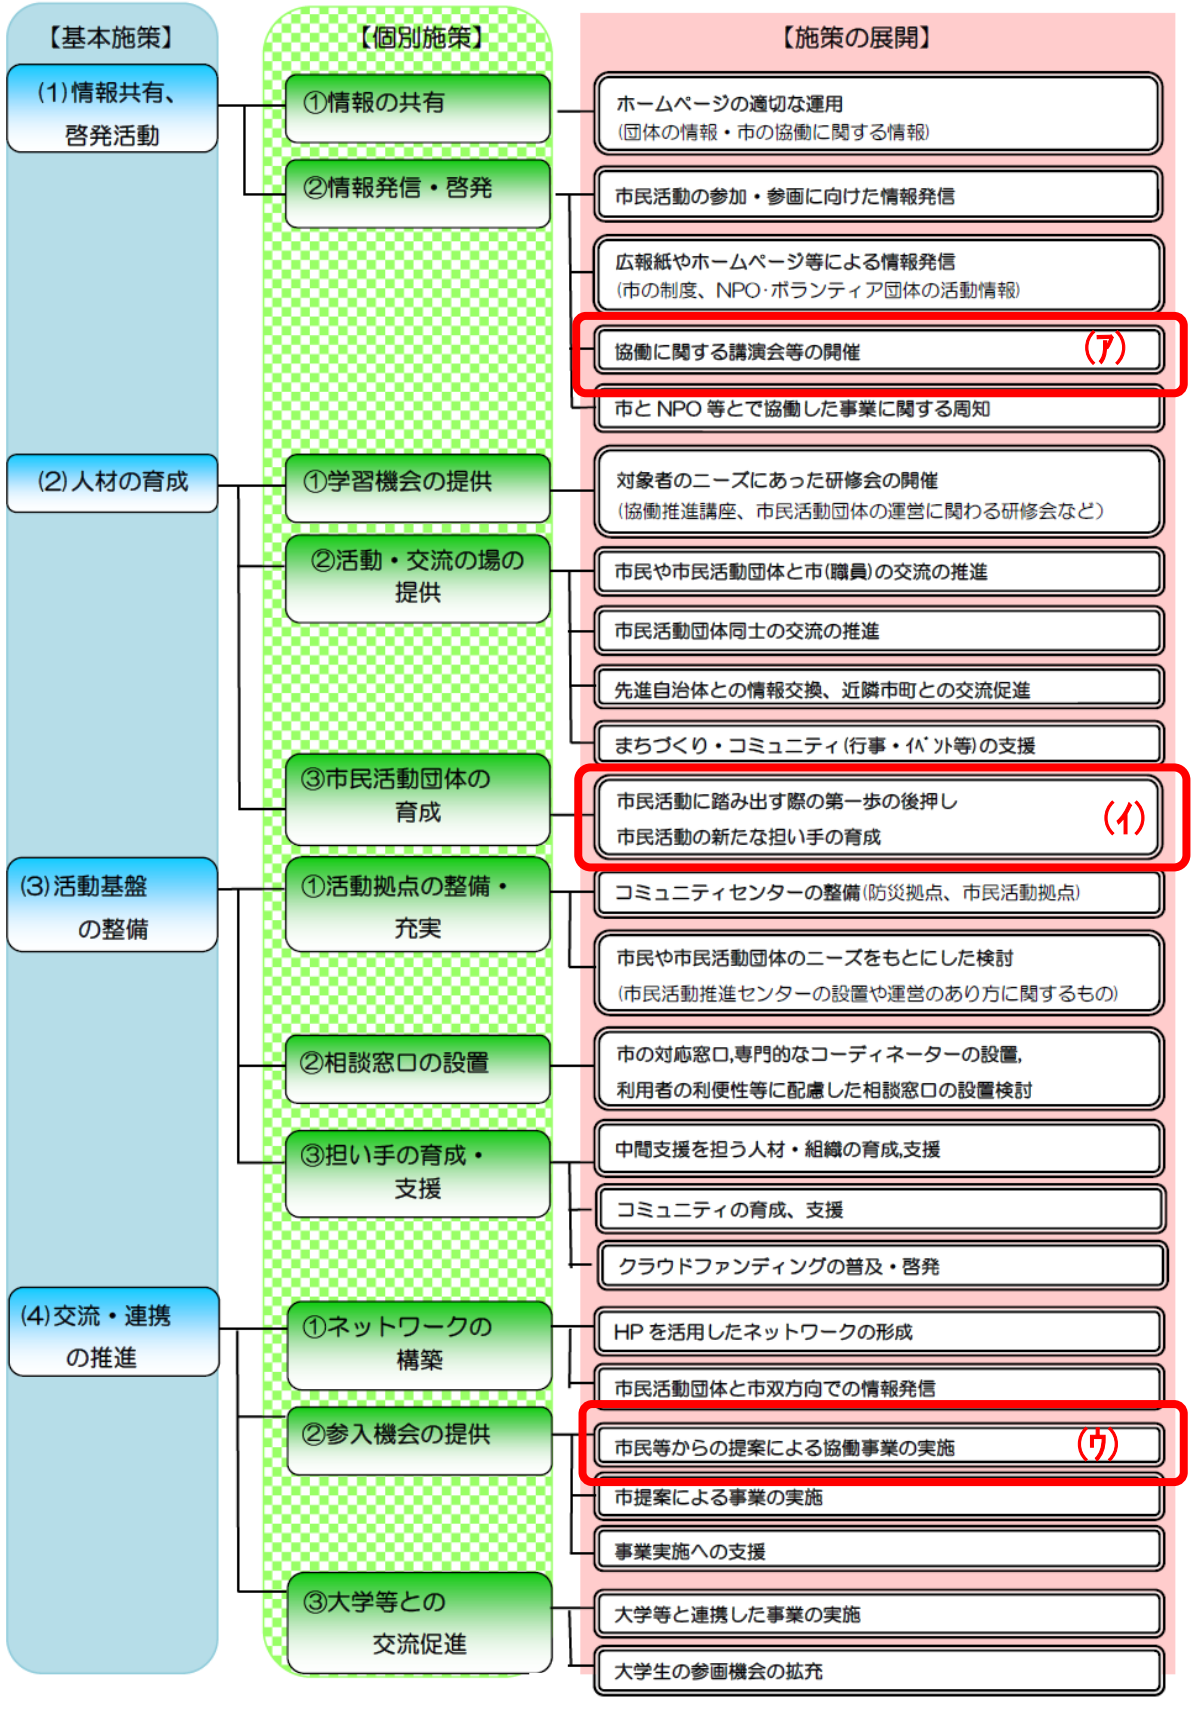 【基本施策】
【個別施策】
【施策の展開】
(1)情報共有、
啓発活動
①情報の共有
ホームページの適切な運用
(団体の情報・市の協働に関する情報)
②情報発信・啓発
市民活動の参加・参画に向けた情報発信
広報紙やホームページ等による情報発信
(市の制度、NPO・ボランティア団体の活動情報)
協働に関する講演会等の開催
(ア)
市とNPO等とで協働した事業に関する周知
(2)人材の育成
①学習機会の提供
対象者のニーズにあった研修会の開催
(協働推進講座、市民活動団体の運営に関わる研修会など)
②活動・交流の場の
提供
市民や市民活動団体と市(職員)の交流の推進
市民活動団体同士の交流の推進
先進自治体との情報交換、近隣市町との交流促進
まちづくり・コミュニティ(行事・ｲﾍﾞﾝﾄ等)の支援
③市民活動団体の
育成
市民活動に踏み出す際の第一歩の後押し
市民活動の新たな担い手の育成
(イ)
(3)活動基盤
の整備
①活動拠点の整備・
充実
コミュニティセンターの整備(防災拠点、市民活動拠点)
市民や市民活動団体のニーズをもとにした検討
(市民活動推進センターの設置や運営のあり方に関するもの)
②相談窓口の設置
市の対応窓口,専門的なコーディネーターの設置,
利用者の利便性等に配慮した相談窓口の設置検討
③担い手の育成・
支援
中間支援を担う人材・組織の育成,支援
コミュニティの育成、支援
クラウドファンディングの普及・啓発
(4)交流・連携
の推進
①ネットワークの
構築
HPを活用したネットワークの形成
市民活動団体と市双方向での情報発信
②参入機会の提供
市民等からの提案による協働事業の実施
(ウ)
市提案による事業の実施
事業実施への支援
③大学等との
交流促進
大学等と連携した事業の実施
大学生の参画機会の拡充